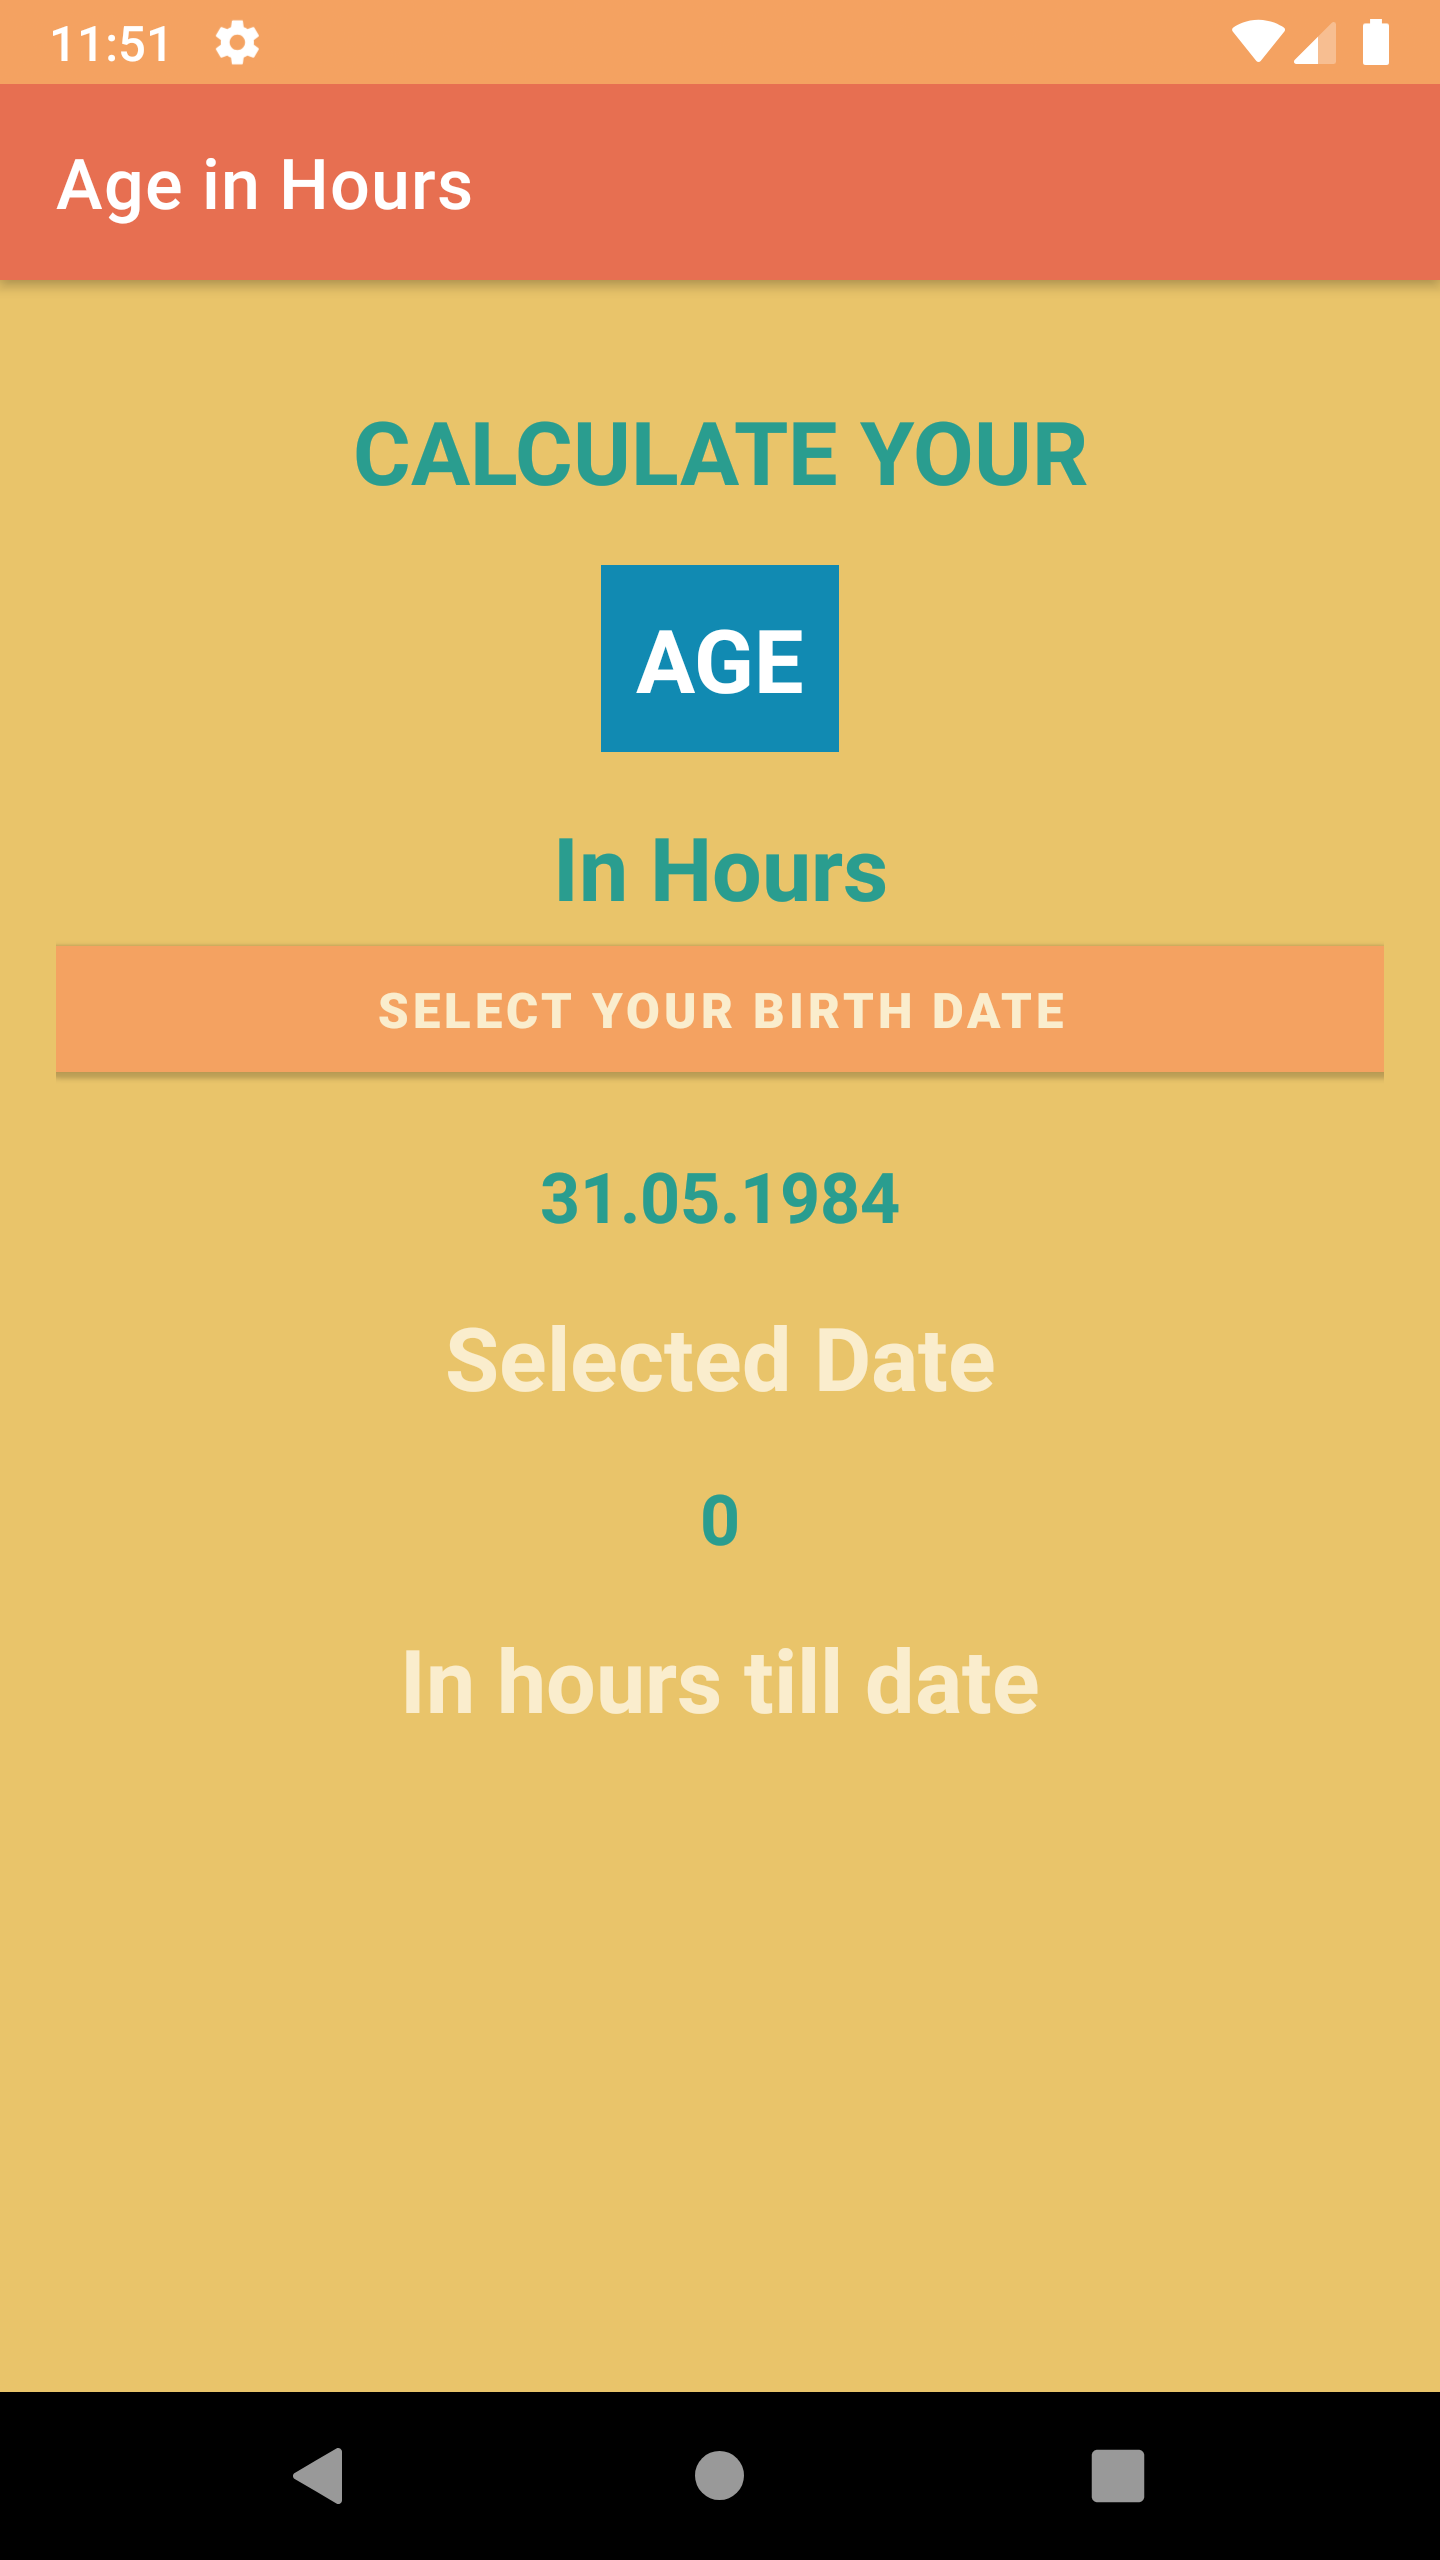 11:51
Age in Hours
CALCULATE YOUR
AGE
In Hours
SELECT YOUR BIRTH DATE
31.05.1984
Selected Date
0
In hours till date